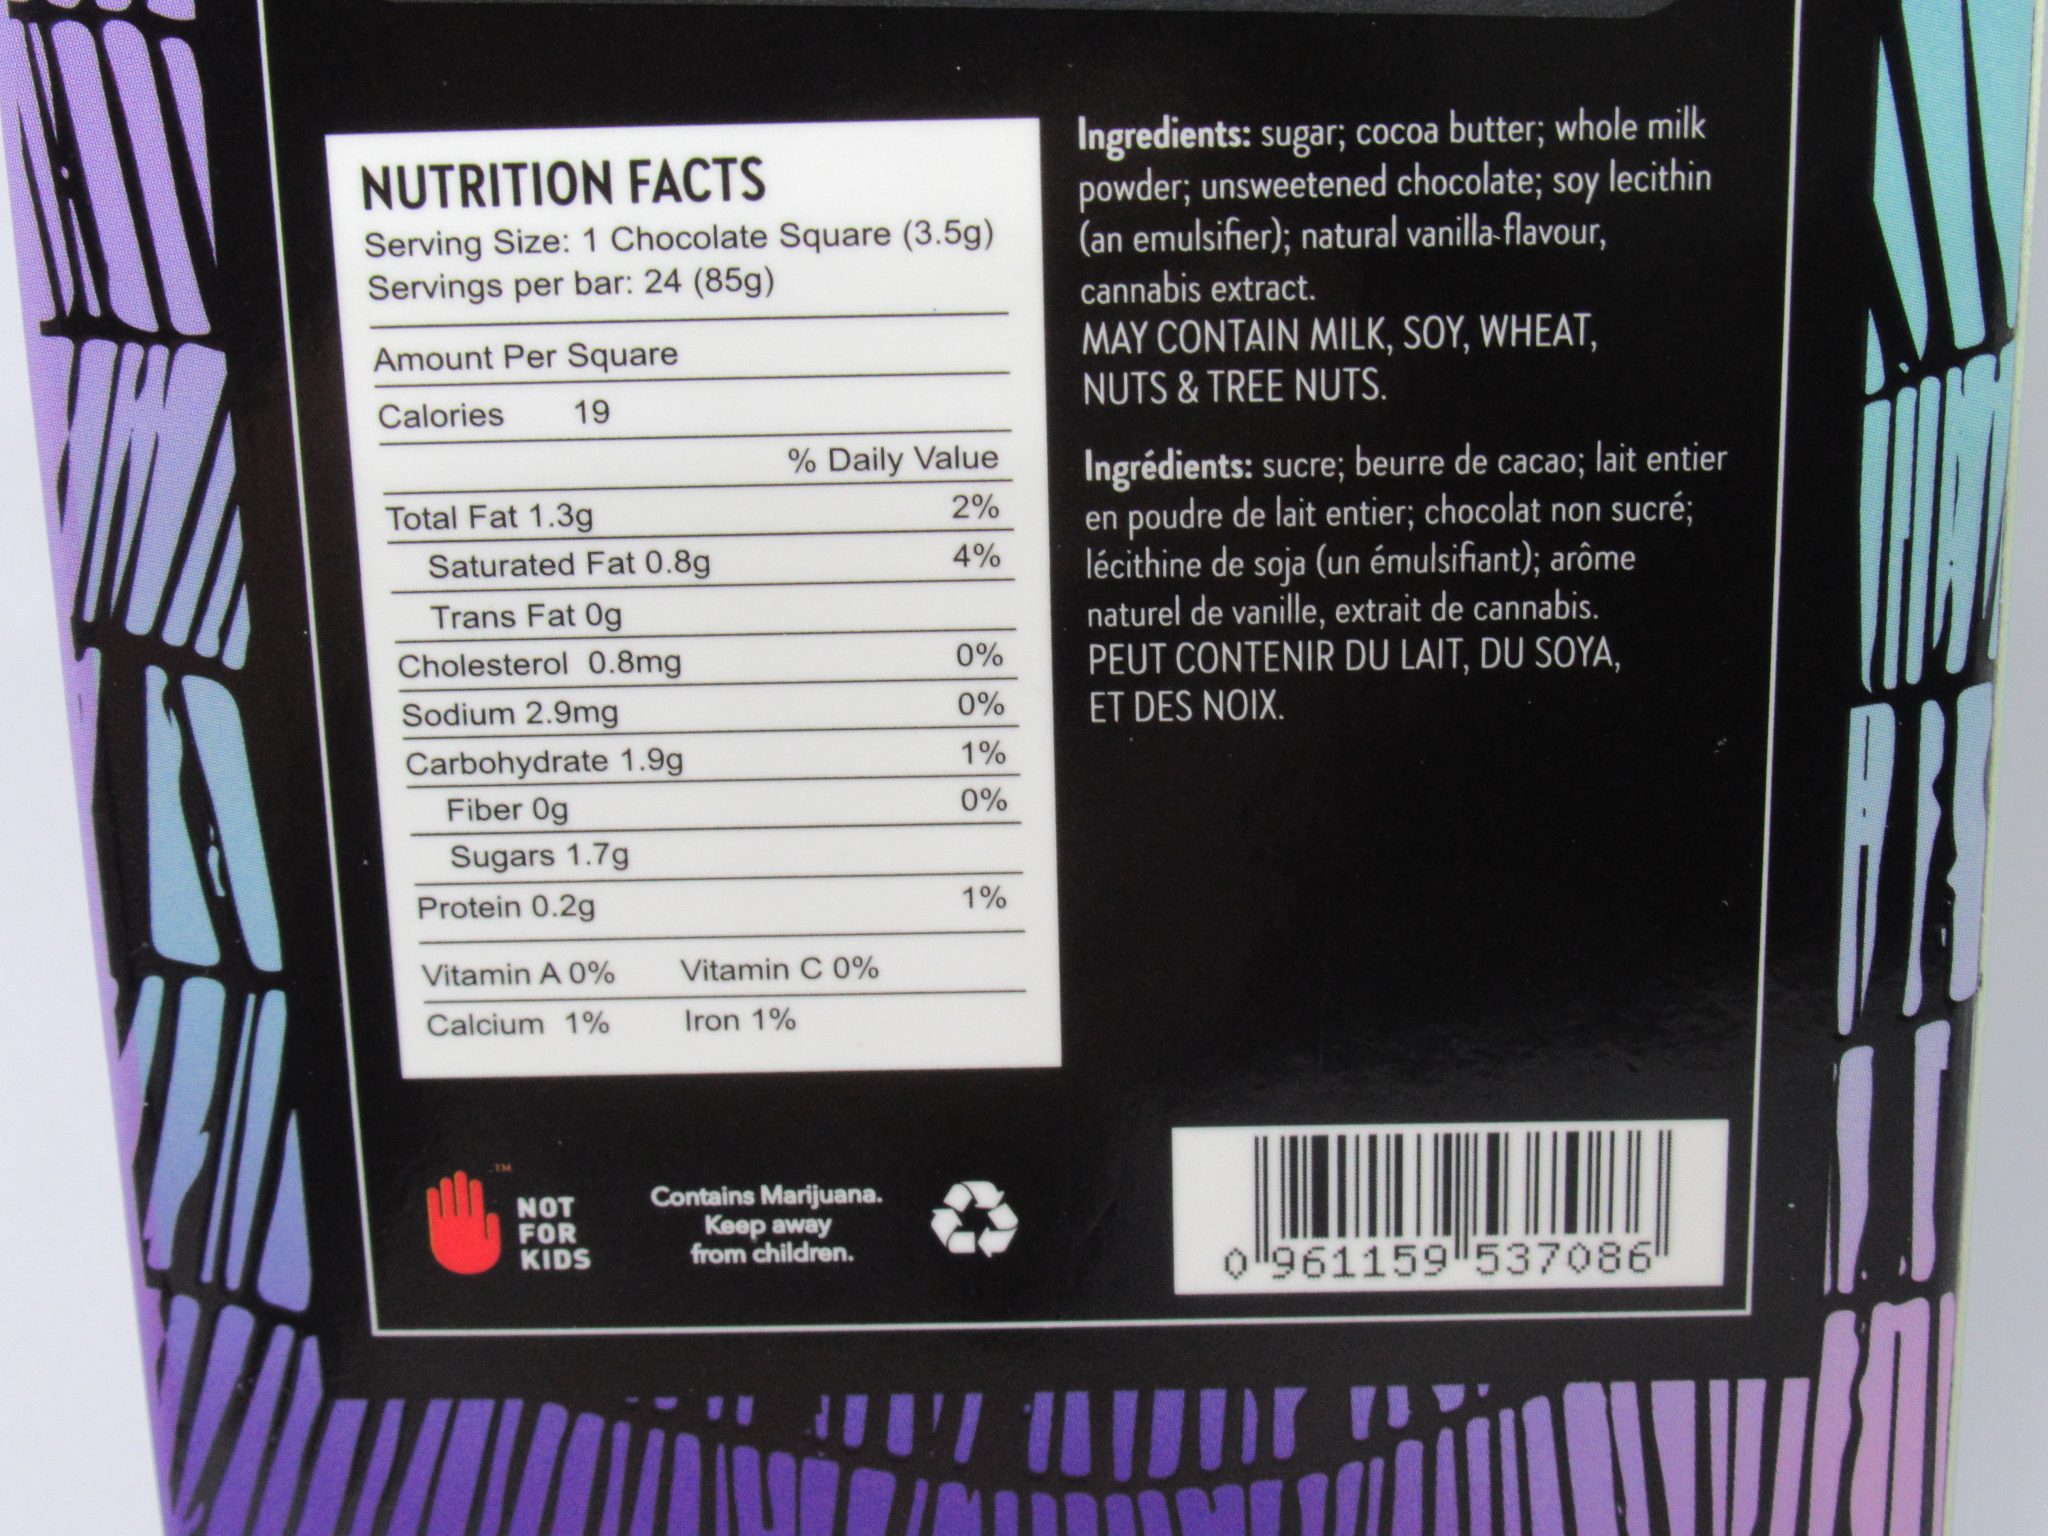 NUTRITION FACTS
Serving Size: 1 Chocolate Square (3.5g)
Servings per bar: 24 (85g)
Amount Per Square
Calories 19
% Daily Value
Total Fat 1.3g 2%
Saturated Fat 0.8g 4%
Trans Fat 0g
Cholesterol 0.8mg 0%
Sodium 2.9mg 0%
Carbohydrate 1.9g 1%
Fiber 0g 0%
Sugars 1.7g
Protein 0.2g 1%
Vitamin A 0% Vitamin C 0%
Calcium 1% Iron 1%
Ingredients: sugar; cocoa butter; whole milk
powder; unsweetened chocolate; soy lecithin
(an emulsifier); natural vanilla flavour,
cannabis extract.
MAY CONTAIN MILK, SOY, WHEAT,
NUTS & TREE NUTS.
Ingrédients: sucre; beurre de cacao; lait entier
en poudre de lait entier; chocolat non sucré;
lécithine de soja (un émulsifiant); arôme
naturel de vanille, extrait de cannabis.
PEUT CONTENIR DU LAIT, DU SOYA,
ET DES NOIX.
TM
NOT
FOR
KIDS
Contains Marijuana.
Keep away
from children.
0 961159 537086